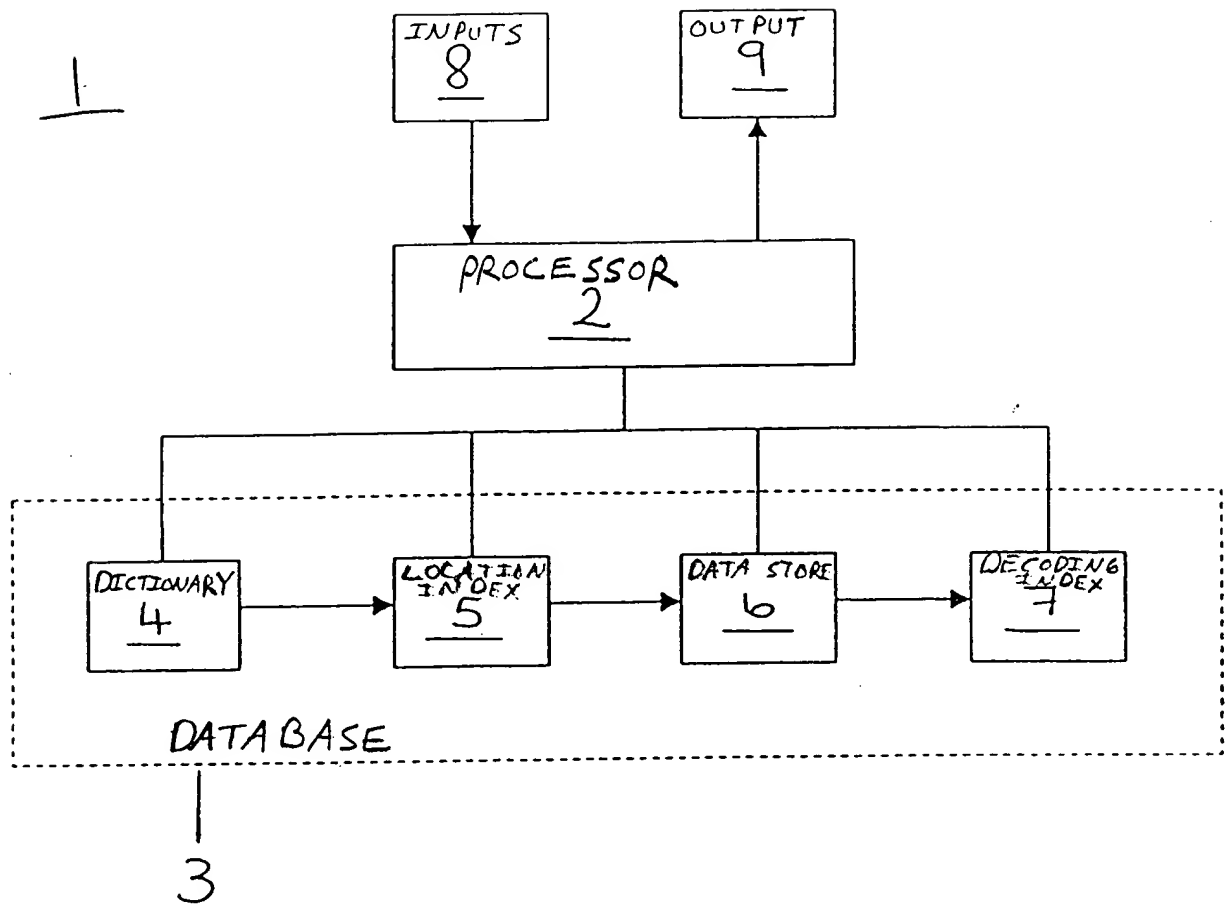 1
INPUTS
8
OUTPUT
9
PROCESSOR
2
DICTIONARY
4
LOCATION
INDEX
5
DATA STORE
6
DECODING
INDEX
7
DATABASE
3